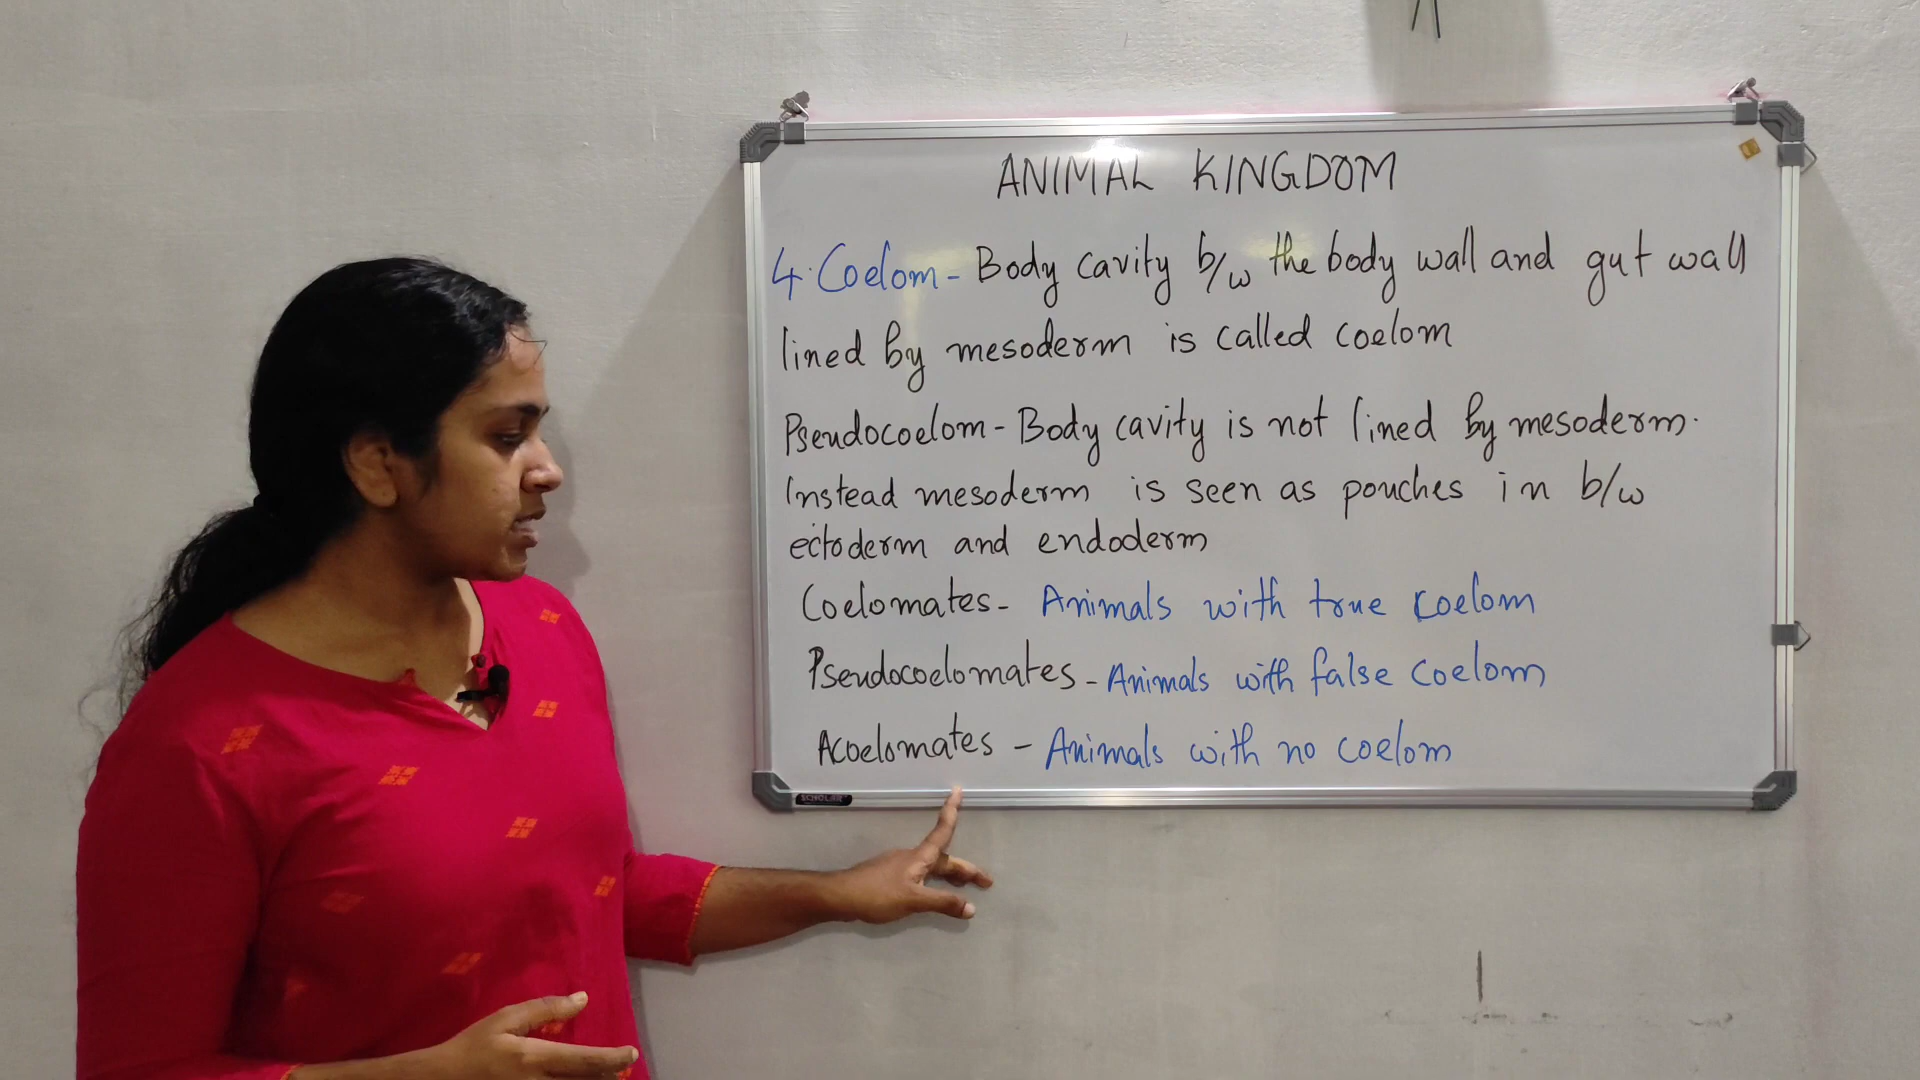 ANIMAL KINGDOM
4. Coelom - Body cavity b/w the body wall and gut wall
lined by mesoderm is called coelom
Pseudocoelom - Body cavity is not lined by mesoderm.
Instead mesoderm is seen as pouches in b/w
ectoderm and endoderm
Coelomates - Animals with true coelom
Pseudocoelomates - Animals with false coelom
Acoelomates - Animals with no coelom
SCHOLAR